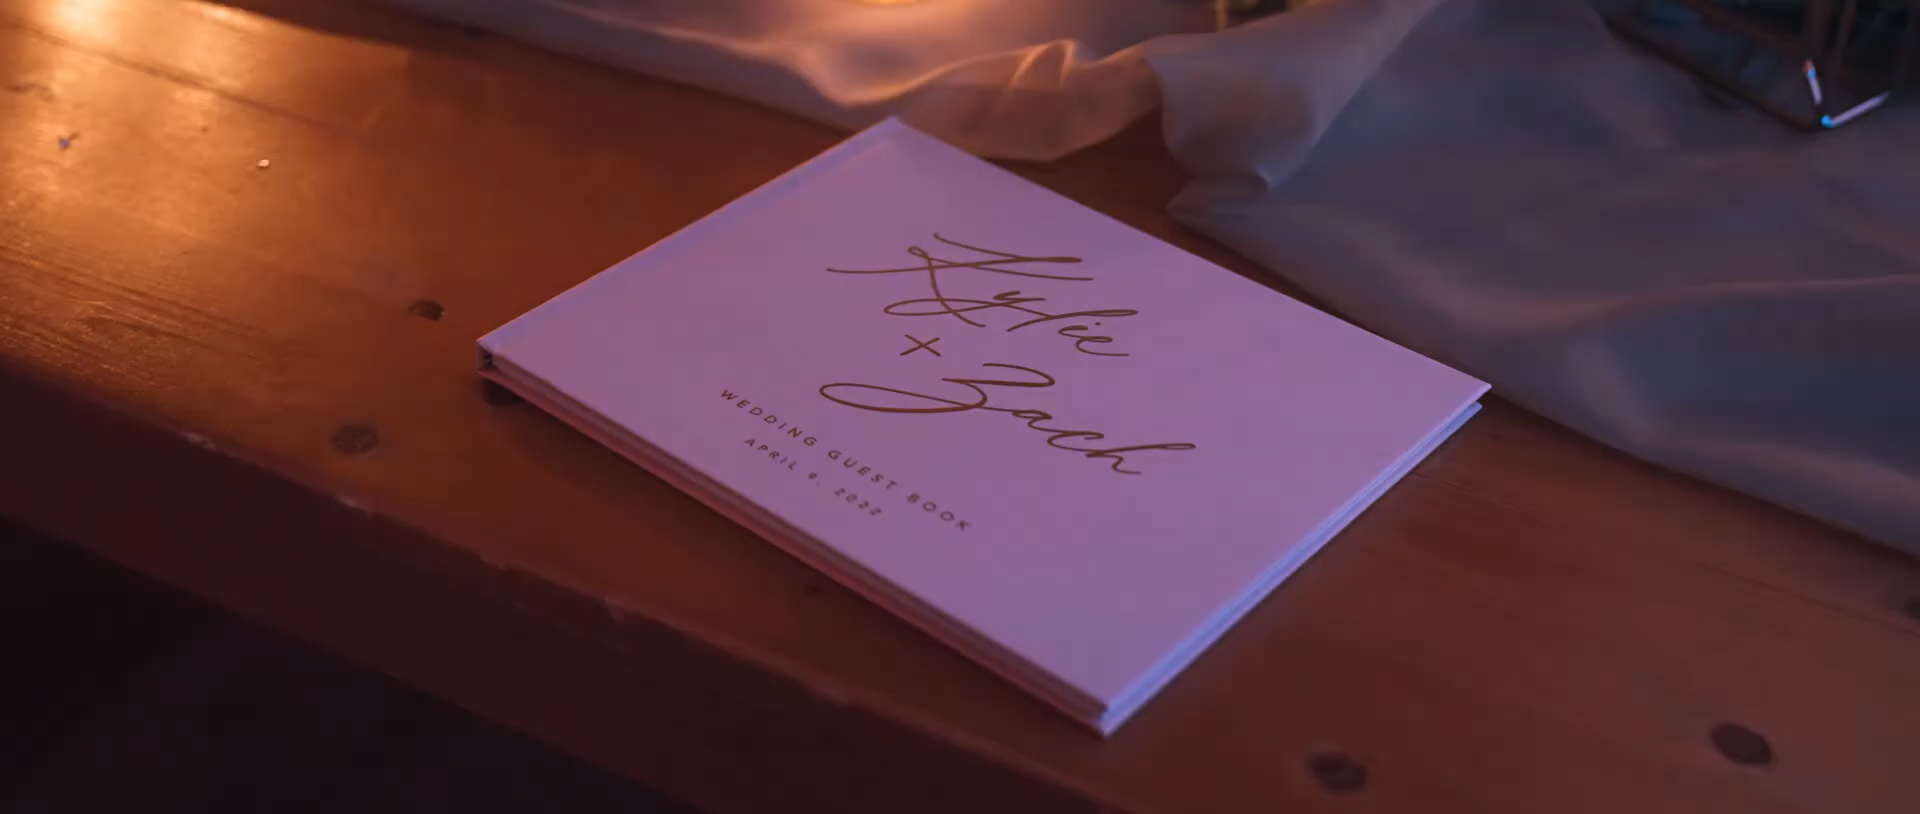 Kylie
+
Zach
WEDDING GUEST BOOK
APRIL 9, 2022